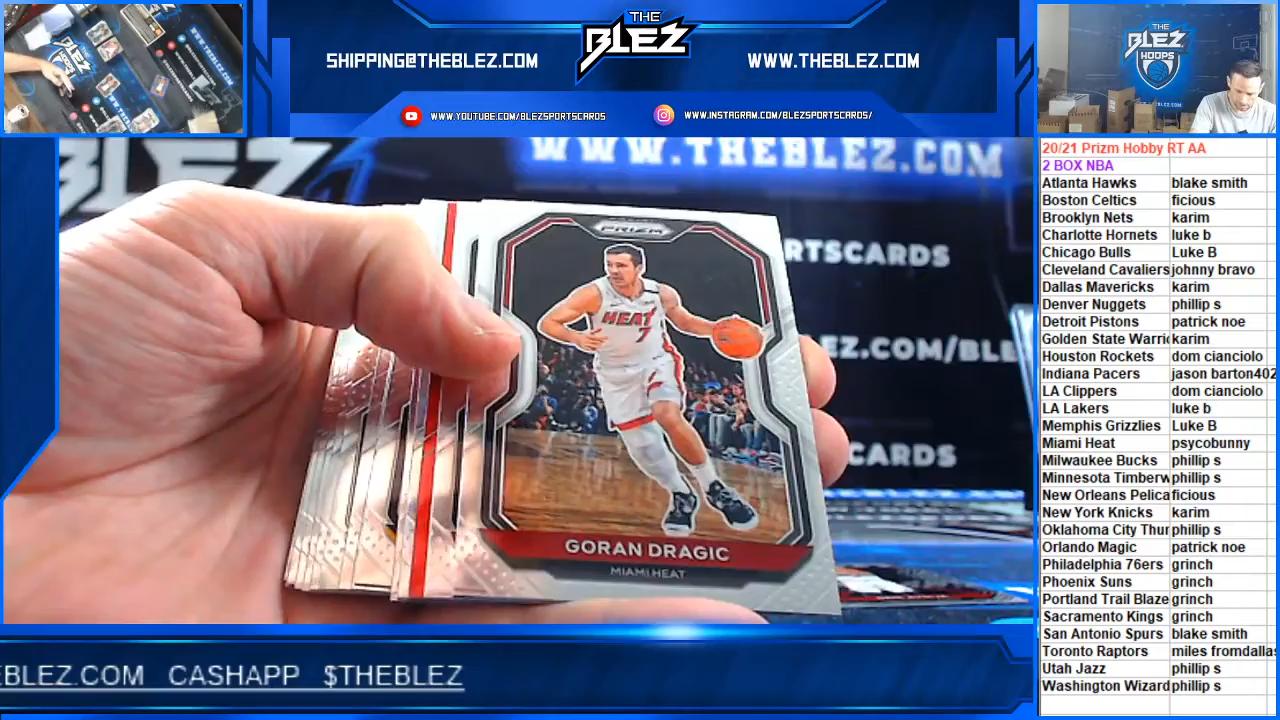 THE
BLEZ
SHIPPING@THEBLEZ.COM
WWW.THEBLEZ.COM
WWW.YOUTUBE.COM/BLEZSPORTSCARDS
WWW.INSTAGRAM.COM/BLEZSPORTSCARDS/
THE
BLEZ
HOOPS
WWW.THEBLEZ.COM
RTSCARDS
EZ.COM/BLE
CARDS
PRIZM
HEAT
7
GORAN DRAGIC
MIAMI HEAT
20/21 Prizm Hobby RT AA
2 BOX NBA
Atlanta Hawks blake smith
Boston Celtics ficious
Brooklyn Nets karim
Charlotte Hornets luke b
Chicago Bulls Luke B
Cleveland Cavaliers johnny bravo
Dallas Mavericks karim
Denver Nuggets phillip s
Detroit Pistons patrick noe
Golden State Warri karim
Houston Rockets dom cianciolo
Indiana Pacers jason barton402
LA Clippers dom cianciolo
LA Lakers luke b
Memphis Grizzlies Luke B
Miami Heat psycobunny
Milwaukee Bucks phillip s
Minnesota Timberw phillip s
New Orleans Pelica ficious
New York Knicks karim
Oklahoma City Thur phillip s
Orlando Magic patrick noe
Philadelphia 76ers grinch
Phoenix Suns grinch
Portland Trail Blaze grinch
Sacramento Kings grinch
San Antonio Spurs blake smith
Toronto Raptors miles fromdallas
Utah Jazz phillip s
Washington Wizard phillip s
EBLEZ.COM CASHAPP $THEBLEZ